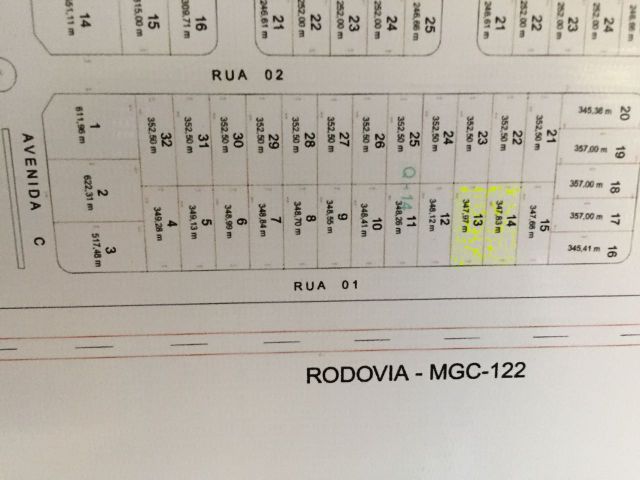 14
15
315,00 m
16
309,71 m
21
246,61 m
22
252,00 m
23
252,00 m
24
252,00 m
25
246,66 m
21
246,61 m
22
252,00 m
23
252,00 m
24
252,00 m
RUA 02
AVENIDA C
1
611,96 m
2
622,31 m
3
517,48 m
32
352,50 m
31
352,50 m
30
352,50 m
29
352,50 m
28
352,50 m
27
352,50 m
26
352,50 m
25
352,50 m
24
352,50 m
23
352,50 m
22
352,50 m
21
352,50 m
20
345,36 m
19
357,00 m
18
357,00 m
17
357,00 m
16
345,41 m
Q - 14
4
349,28 m
5
349,13 m
6
348,99 m
7
348,84 m
8
348,70 m
9
348,55 m
10
348,41 m
11
348,26 m
12
348,12 m
13
347,97 m
14
347,83 m
15
347,68 m
RUA 01
RODOVIA - MGC-122